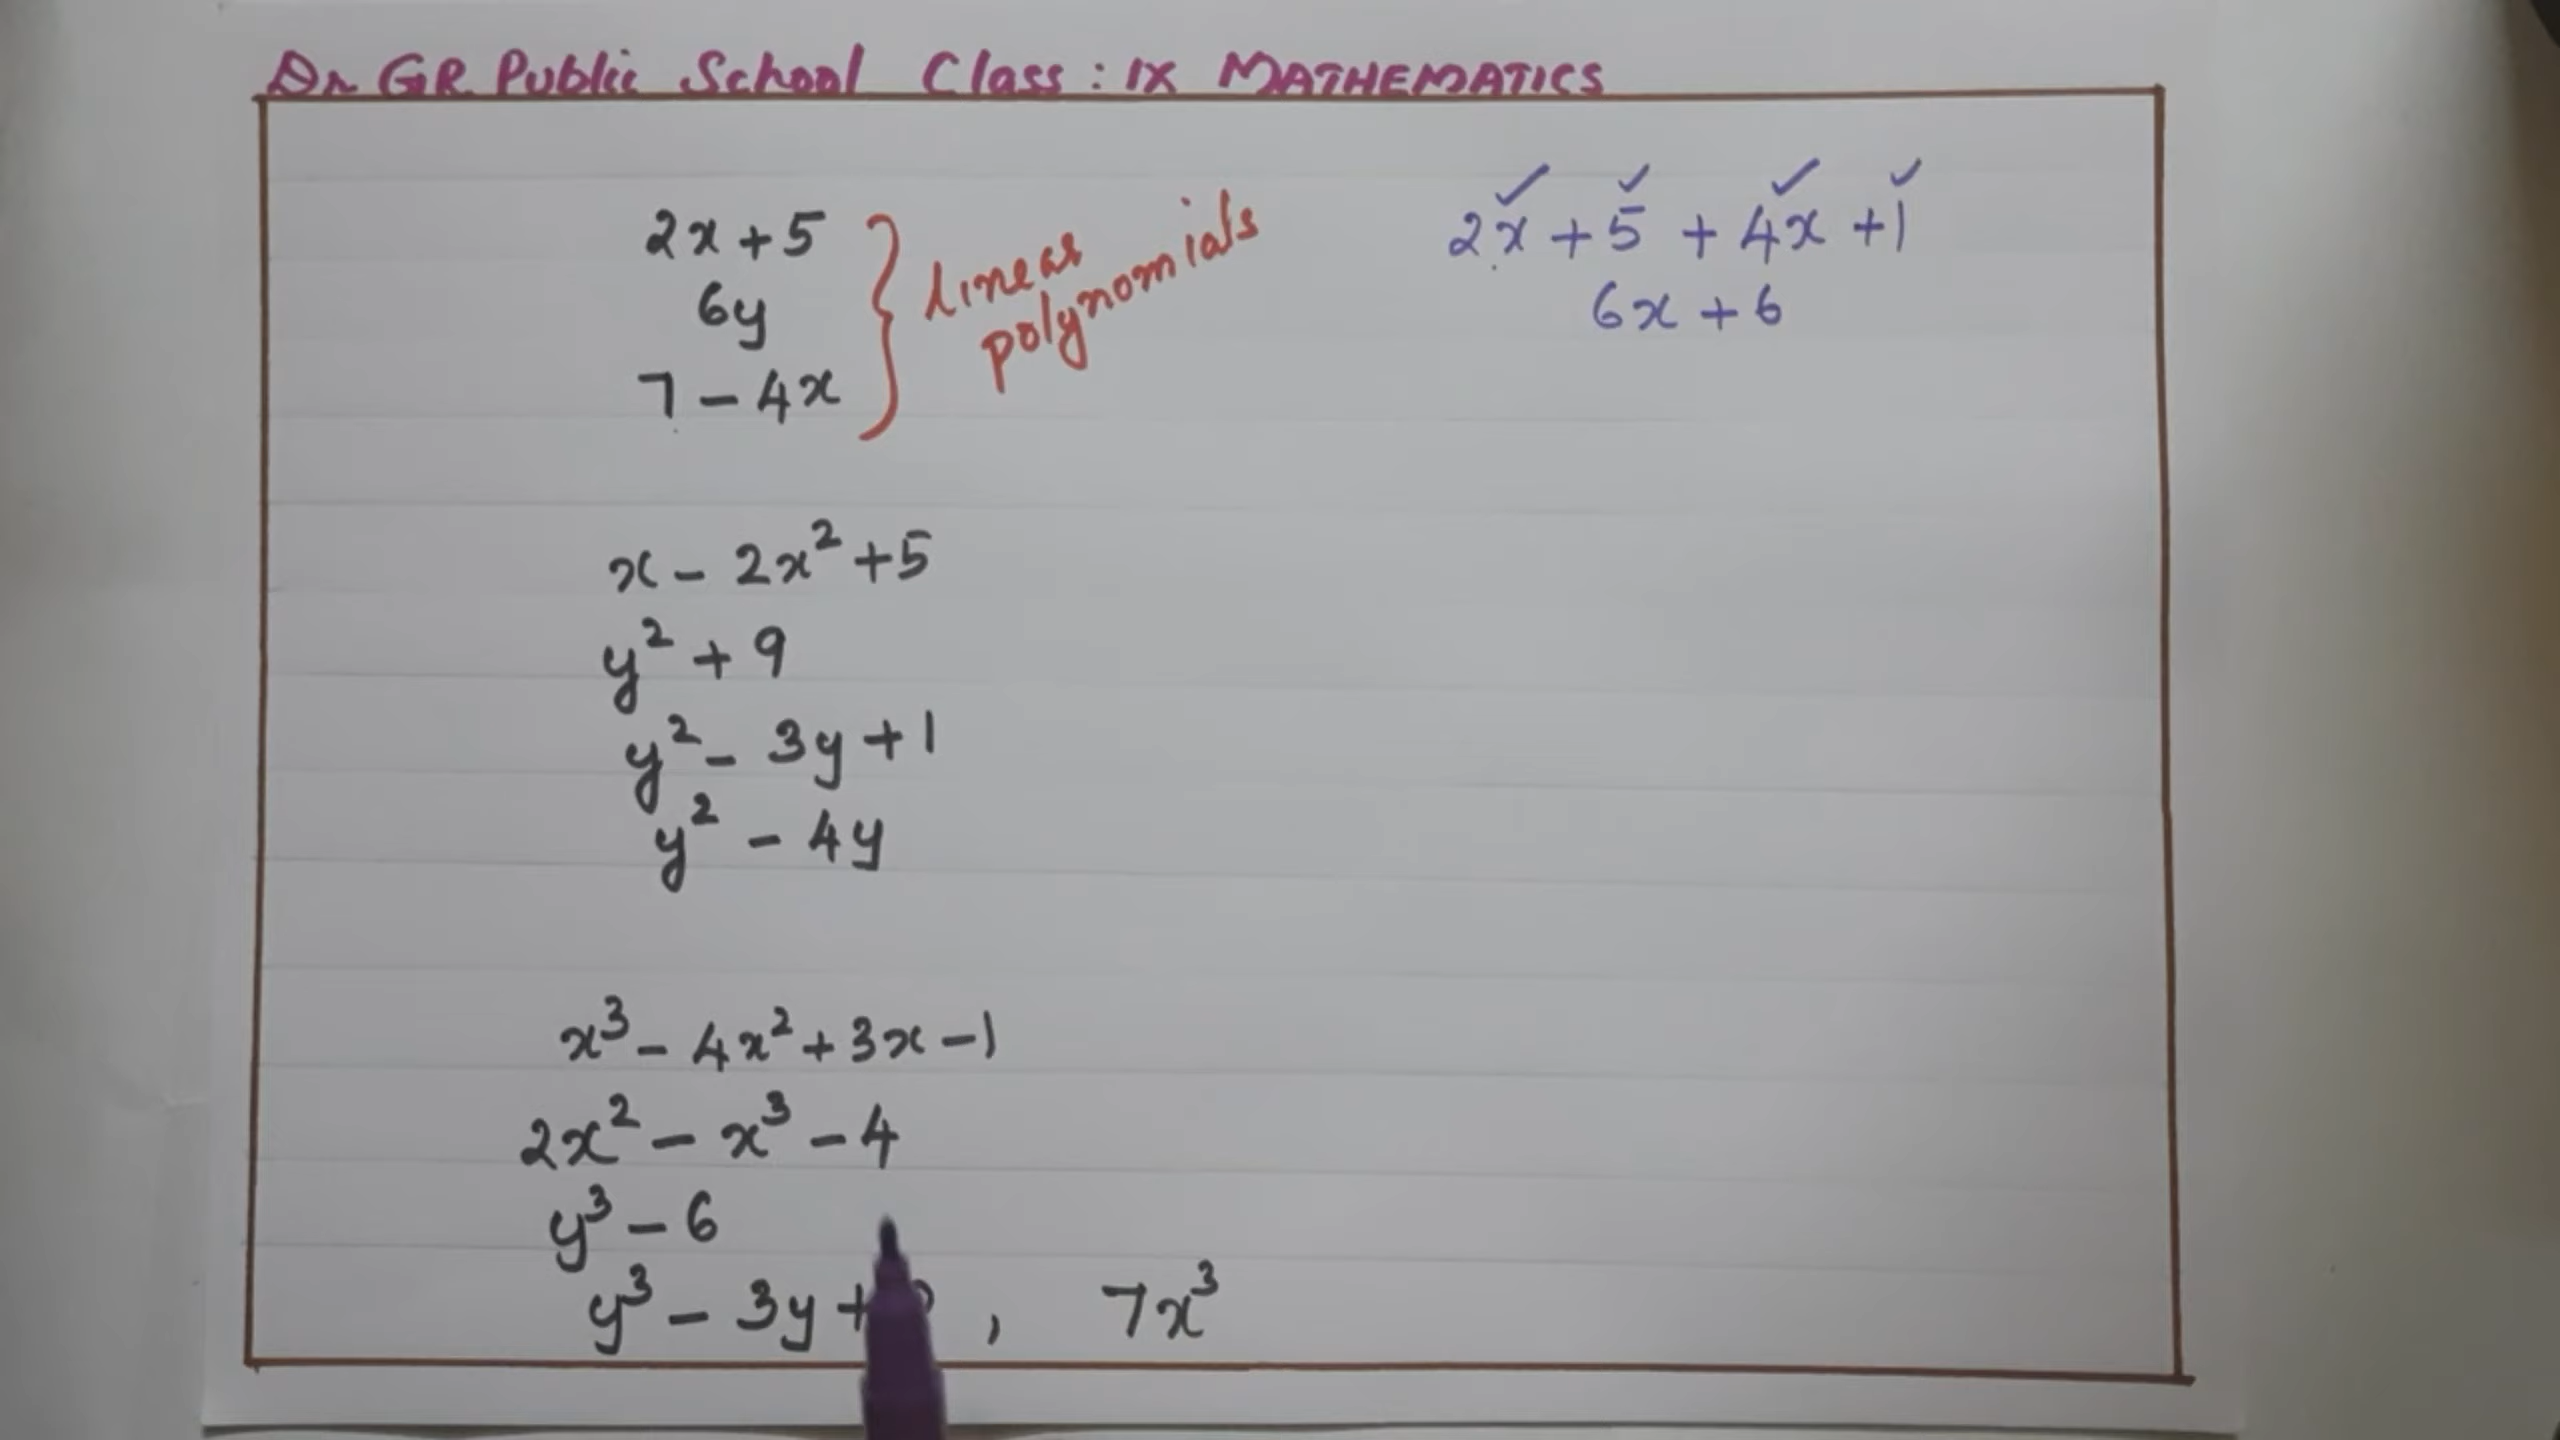 Dr GR Public School Class : IX MATHEMATICS
2x + 5
6y
7 - 4x
linear
polynomials
2x + 5 + 4x + 1
6x + 6
x - 2x² + 5
y² + 9
y² - 3y + 1
y² - 4y
x³ - 4x² + 3x - 1
2x² - x³ - 4
y³ - 6
y³ - 3y + , 7x³